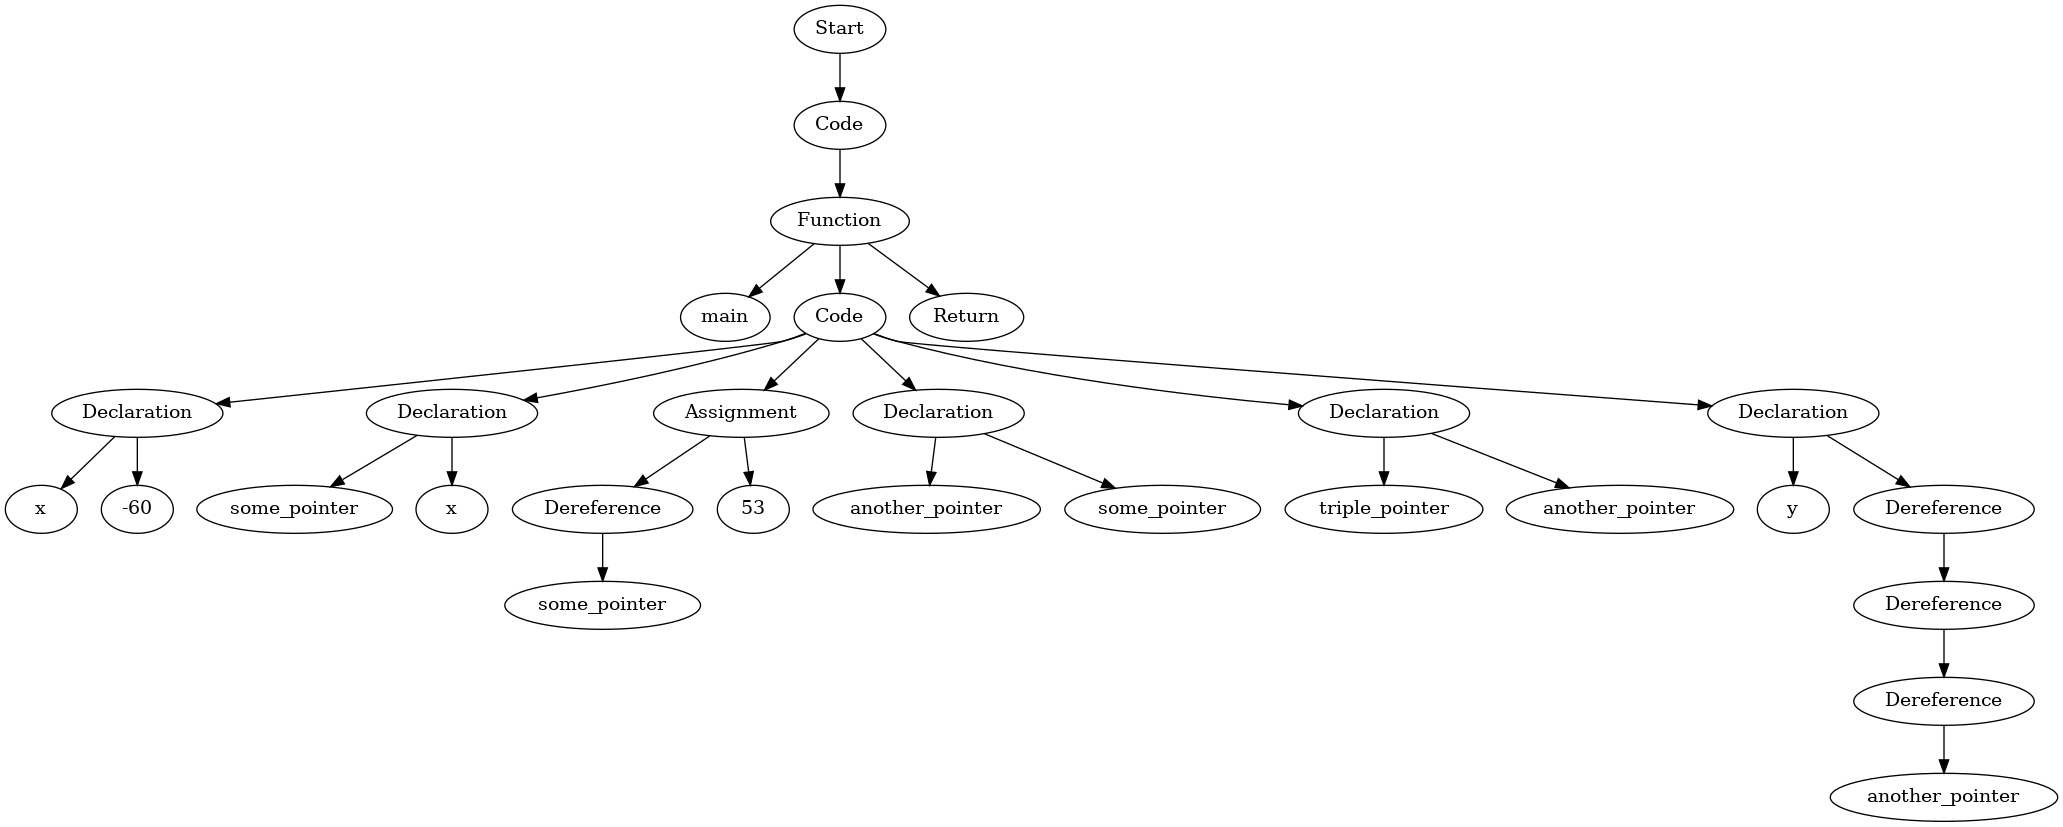 Start
Code
Function
main
Code
Return
Declaration
Declaration
Assignment
Declaration
Declaration
Declaration
x
-60
some_pointer
x
Dereference
53
another_pointer
some_pointer
triple_pointer
another_pointer
y
Dereference
some_pointer
Dereference
Dereference
another_pointer